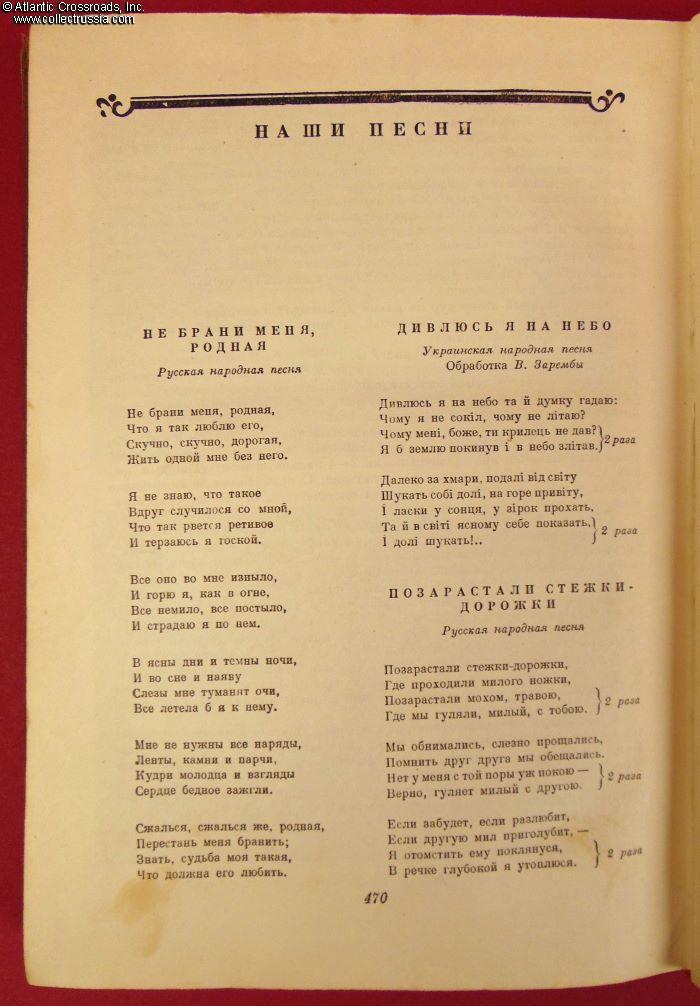 © Atlantic Crossroads, Inc.
www.collectrussia.com
НАШИ ПЕСНИ
НЕ БРАНИ МЕНЯ,
РОДНАЯ
Русская народная песня
Не брани меня, родная,
Что я так люблю его,
Скучно, скучно, дорогая,
Жить одной мне без него.
Я не знаю, что такое
Вдруг случилося со мной,
Что так рвется ретивое
И терзаюсь я тоской.
Все оно во мне изныло,
И горю я, как в огне,
Все немило, все постыло,
И страдаю я по нем.
В ясны дни и темны ночи,
И во сне и наяву
Слезы мне туманят очи,
Все летела б я к нему.
Мне не нужны все наряды,
Ленты, камни и парчи,
Кудри молодца и взгляды
Сердце бедное зажгли.
Сжалься, сжалься же, родная,
Перестань меня бранить;
Знать, судьба моя такая,
Что должна его любить.
ДИВЛЮСЬ Я НА НЕБО
Украинская народная песня
Обработка В. Зарембы
Дивлюсь я на небо та й думку гадаю:
Чому я не сокіл, чому не літаю?
Чому мені, боже, ти крилець не дав?
Я б землю покинув і в небо злітав.
2 раза
Далеко за хмари, подалі від світу
Шукать собі долі, на горе привіту,
І ласки у сонця, у зірок прохать,
Та й в світі ясному себе показать,
І долі шукать!..
2 раза
ПОЗАРАСТАЛИ СТЕЖКИ-
ДОРОЖКИ
Русская народная песня
Позарастали стежки-дорожки,
Где проходили милого ножки,
Позарастали мохом, травою,
Где мы гуляли, милый, с тобою.
2 раза
Мы обнимались, слезно прощались,
Помнить друг друга мы обещались.
Нет у меня с той поры уж покою —
Верно, гуляет милый с другою.
2 раза
Если забудет, если разлюбит,
Если другую мил приголубит, —
Я отомстить ему поклянуся,
В речке глубокой я утоплюся.
2 раза
470